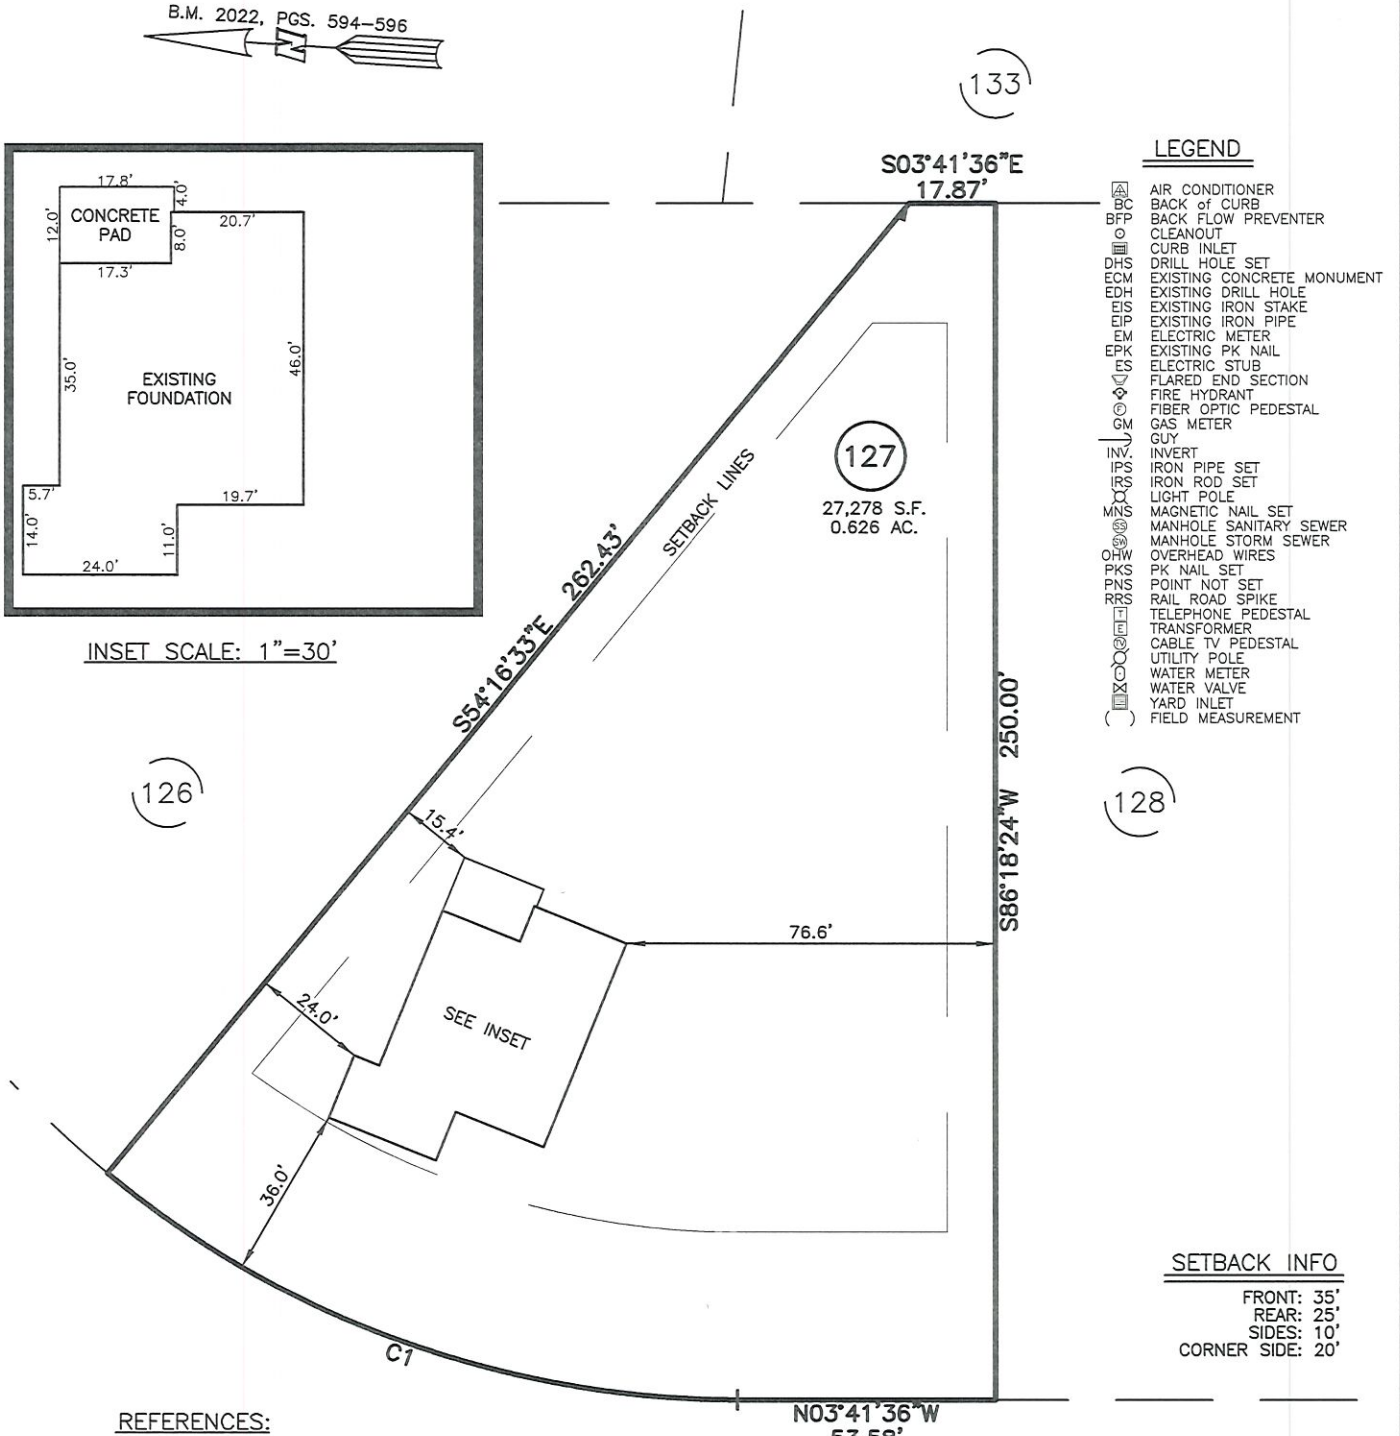 B.M. 2022, PGS. 594-596
N
133
S03°41'36"E
17.87'
LEGEND
A AIR CONDITIONER
BC BACK of CURB
BFP BACK FLOW PREVENTER
CLEANOUT
CURB INLET
DHS DRILL HOLE SET
ECM EXISTING CONCRETE MONUMENT
EDH EXISTING DRILL HOLE
EIS EXISTING IRON STAKE
EIP EXISTING IRON PIPE
EM ELECTRIC METER
EPK EXISTING PK NAIL
ES ELECTRIC STUB
FLARED END SECTION
FIRE HYDRANT
F FIBER OPTIC PEDESTAL
GM GAS METER
GUY
INV. INVERT
IPS IRON PIPE SET
IRS IRON ROD SET
LIGHT POLE
MNS MAGNETIC NAIL SET
SS MANHOLE SANITARY SEWER
SW MANHOLE STORM SEWER
OHW OVERHEAD WIRES
PKS PK NAIL SET
PNS POINT NOT SET
RRS RAIL ROAD SPIKE
T TELEPHONE PEDESTAL
E TRANSFORMER
CABLE TV PEDESTAL
UTILITY POLE
WATER METER
WATER VALVE
YARD INLET
( ) FIELD MEASUREMENT
17.8'
4.0'
12.0'
CONCRETE
PAD
8.0'
20.7'
17.3'
35.0'
46.0'
EXISTING
FOUNDATION
5.7'
14.0'
19.7'
11.0'
24.0'
INSET SCALE: 1"=30'
127
27,278 S.F.
0.626 AC.
SETBACK LINES
S54°16'33"E 262.43'
S86°18'24"W 250.00'
126
128
15.4'
76.6'
24.0'
SEE INSET
36.0'
C1
SETBACK INFO
FRONT: 35'
REAR: 25'
SIDES: 10'
CORNER SIDE: 20'
N03°41'36"W
53.58'
REFERENCES: